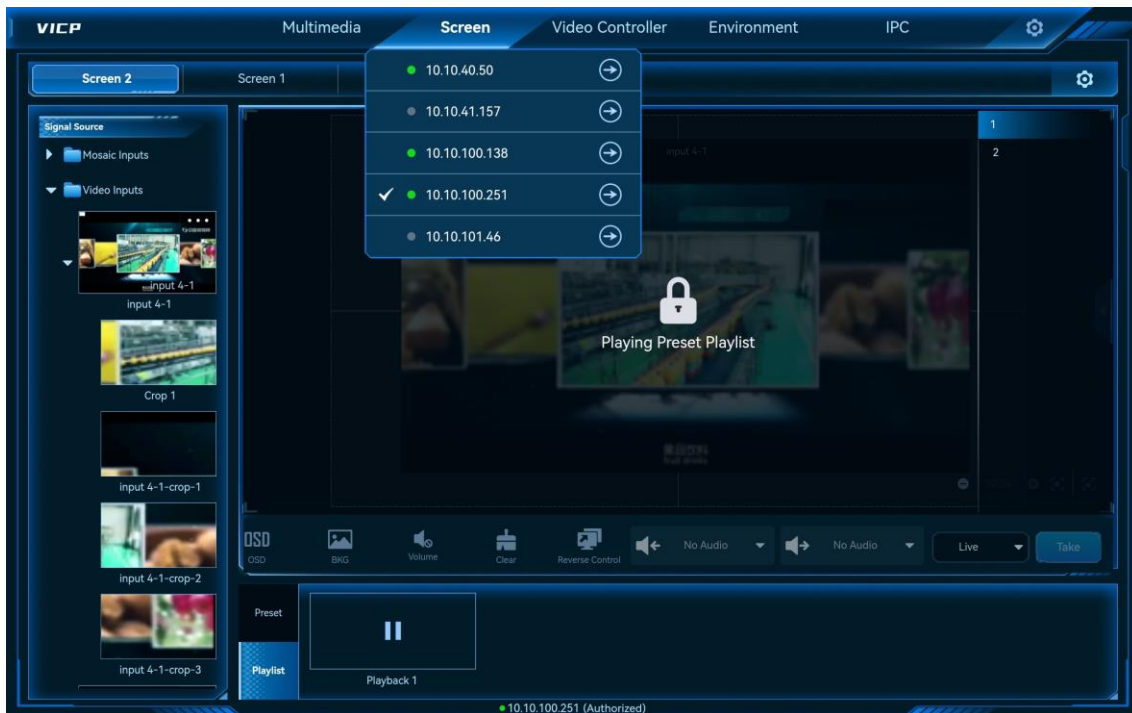 VICP
Multimedia
Screen
Video Controller
Environment
IPC
Screen 2
Screen 1
10.10.40.50
10.10.41.157
10.10.100.138
10.10.100.251
10.10.101.46
Signal Source
Mosaic Inputs
Video Inputs
input 4-1
input 4-1
Crop 1
input 4-1-crop-1
input 4-1-crop-2
input 4-1-crop-3
input 4-1
1
2
Playing Preset Playlist
OSD
OSD
BKG
Volume
Clear
Reverse Control
No Audio
No Audio
Live
Take
Preset
Playlist
Playback 1
10.10.100.251 (Authorized)